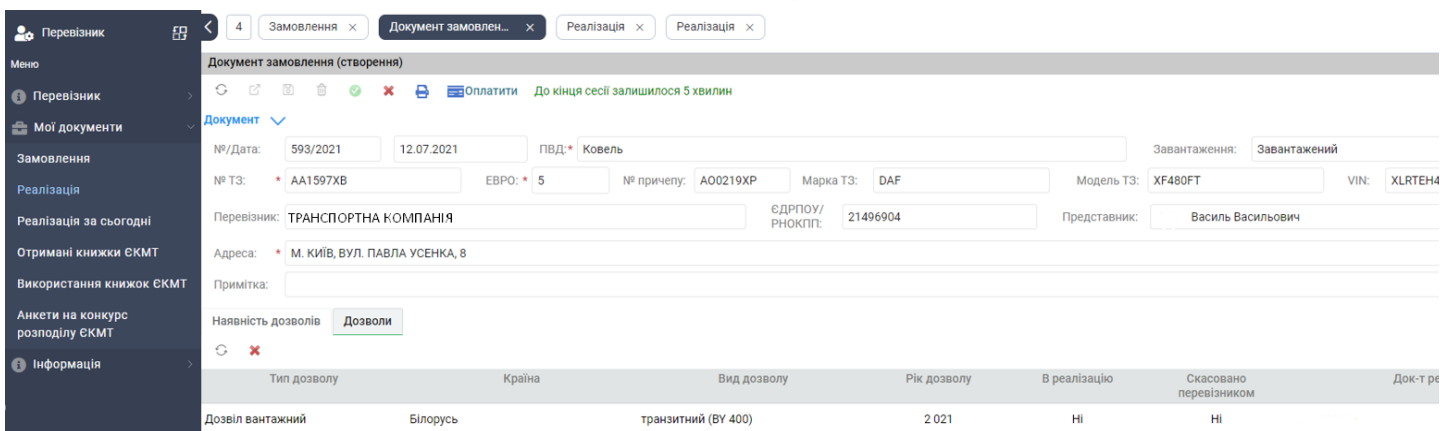 Перевізник
4 Замовлення × Документ замовлен... × Реалізація × Реалізація ×
Меню
Документ замовлення (створення)
Перевізник
Оплатити До кінця сесії залишилося 5 хвилин
Мої документи
Документ
Замовлення
№/Дата: 593/2021 12.07.2021 ПВД:* Ковель Завантаження: Завантажений
Реалізація
№ ТЗ: * АА1597ХВ ЕВРО: * 5 № причепу: АО0219ХР Марка ТЗ: DAF Модель ТЗ: XF480FT VIN: XLRTEH4
Реалізація за сьогодні
Перевізник: ТРАНСПОРТНА КОМПАНІЯ ЄДРПОУ/ РНОКПП: 21496904 Представник: Василь Васильович
Отримані книжки ЄКМТ
Адреса: * М. КИЇВ, ВУЛ. ПАВЛА УСЕНКА, 8
Використання книжок ЄКМТ
Примітка:
Анкети на конкурс
розподілу ЄКМТ
Наявність дозволів Дозволи
Інформація
Тип дозволу Країна Вид дозволу Рік дозволу В реалізацію Скасовано перевізником Док-т ре
Дозвіл вантажний Білорусь транзитний (BY 400) 2 021 Ні Ні